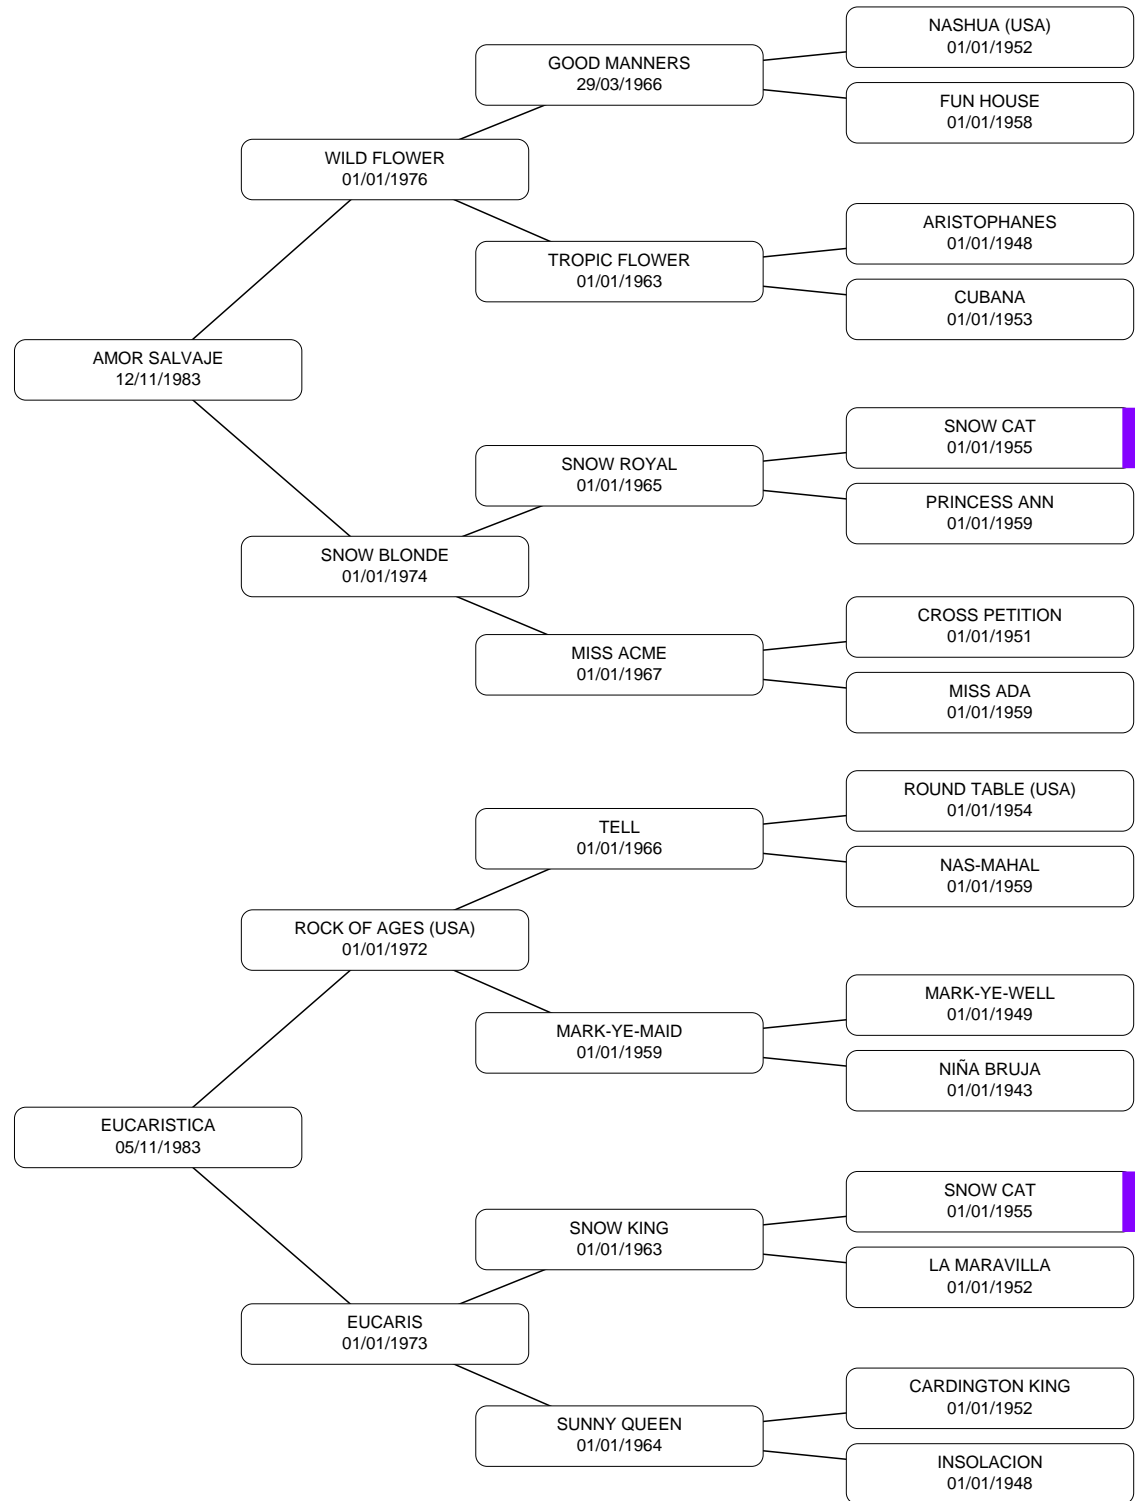 NASHUA (USA)
01/01/1952
GOOD MANNERS
29/03/1966
FUN HOUSE
01/01/1958
WILD FLOWER
01/01/1976
ARISTOPHANES
01/01/1948
TROPIC FLOWER
01/01/1963
CUBANA
01/01/1953
AMOR SALVAJE
12/11/1983
SNOW CAT
01/01/1955
SNOW ROYAL
01/01/1965
PRINCESS ANN
01/01/1959
SNOW BLONDE
01/01/1974
CROSS PETITION
01/01/1951
MISS ACME
01/01/1967
MISS ADA
01/01/1959
ROUND TABLE (USA)
01/01/1954
TELL
01/01/1966
NAS-MAHAL
01/01/1959
ROCK OF AGES (USA)
01/01/1972
MARK-YE-WELL
01/01/1949
MARK-YE-MAID
01/01/1959
NIÑA BRUJA
01/01/1943
EUCARISTICA
05/11/1983
SNOW CAT
01/01/1955
SNOW KING
01/01/1963
LA MARAVILLA
01/01/1952
EUCARIS
01/01/1973
CARDINGTON KING
01/01/1952
SUNNY QUEEN
01/01/1964
INSOLACION
01/01/1948